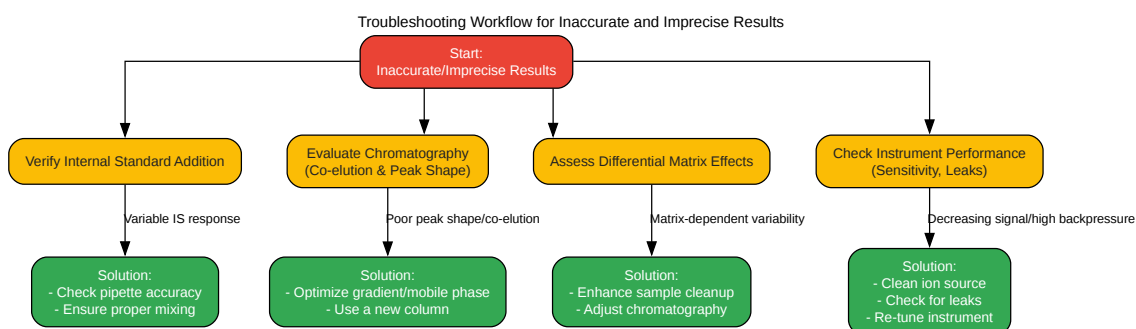 Troubleshooting Workflow for Inaccurate and Imprecise Results
Start:
Inaccurate/Imprecise Results
Verify Internal Standard Addition
Evaluate Chromatography
(Co-elution & Peak Shape)
Assess Differential Matrix Effects
Check Instrument Performance
(Sensitivity, Leaks)
Variable IS response
Poor peak shape/co-elution
Matrix-dependent variability
Decreasing signal/high backpressure
Solution:
- Check pipette accuracy
- Ensure proper mixing
Solution:
- Optimize gradient/mobile phase
- Use a new column
Solution:
- Enhance sample cleanup
- Adjust chromatography
Solution:
- Clean ion source
- Check for leaks
- Re-tune instrument